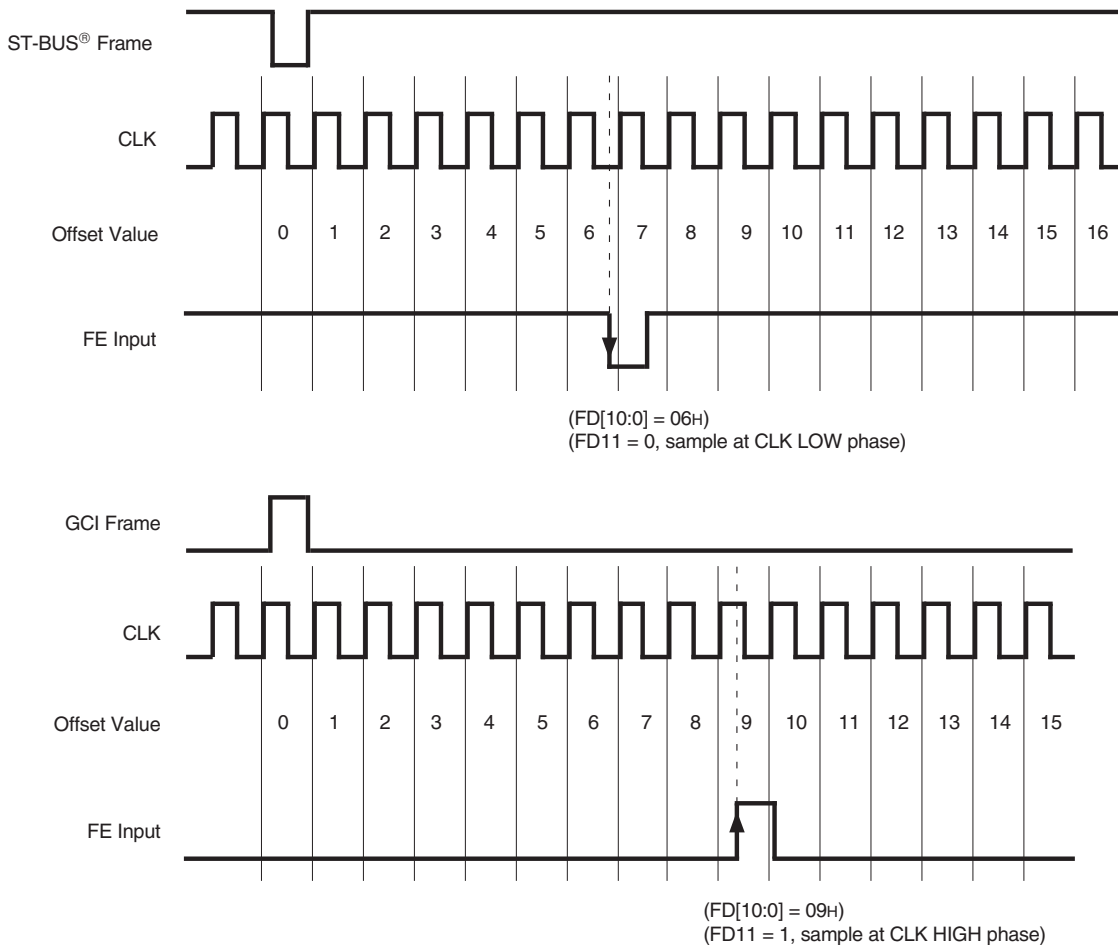 ST-BUS® Frame
CLK
Offset Value 0 1 2 3 4 5 6 7 8 9 10 11 12 13 14 15 16
FE Input
(FD[10:0] = 06H)
(FD11 = 0, sample at CLK LOW phase)
GCI Frame
CLK
Offset Value 0 1 2 3 4 5 6 7 8 9 10 11 12 13 14 15
FE Input
(FD[10:0] = 09H)
(FD11 = 1, sample at CLK HIGH phase)